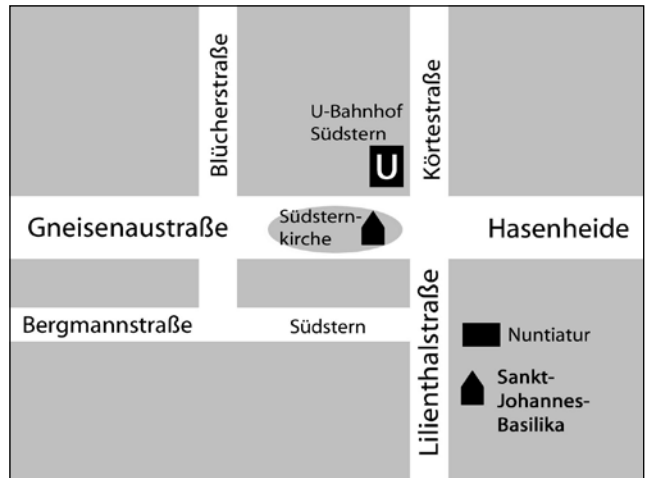 Blücherstraße
U-Bahnhof
Südstern
U
Körtestraße
Gneisenaustraße
Südstern-
kirche
Hasenheide
Bergmannstraße
Südstern
Lilienthalstraße
Nuntiatur
Sankt-
Johannes-
Basilika